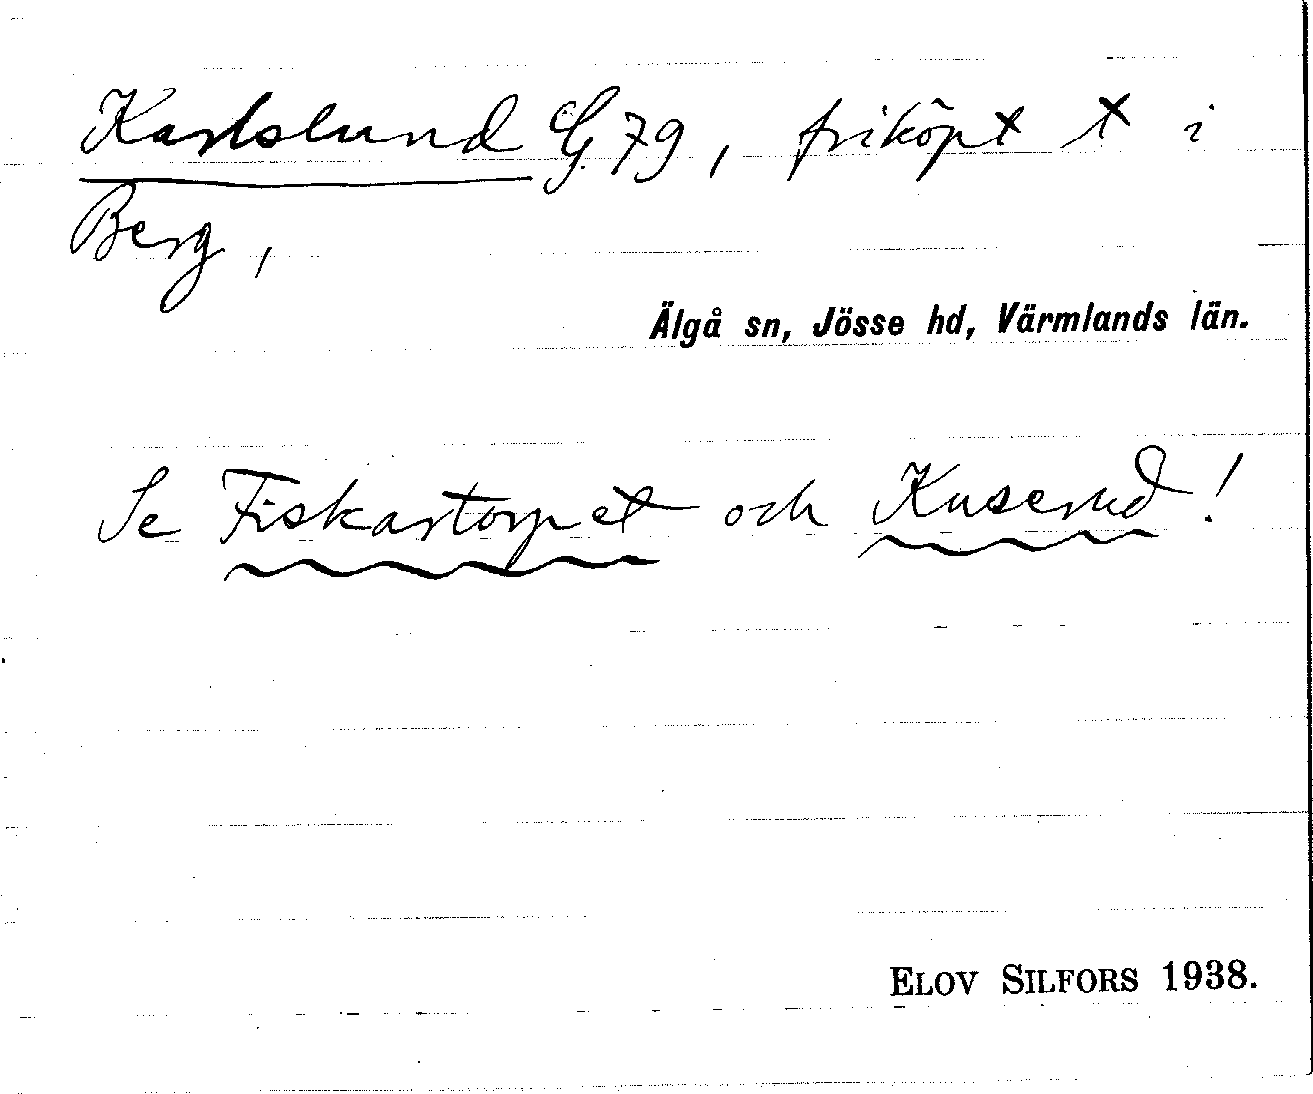 Karlslund G 79, friköpt t i
Berg,
Älgå sn, Jösse hd, Värmlands län.
Se Fiskartorpet och Kuserud!
ELOV SILFORS 1938.